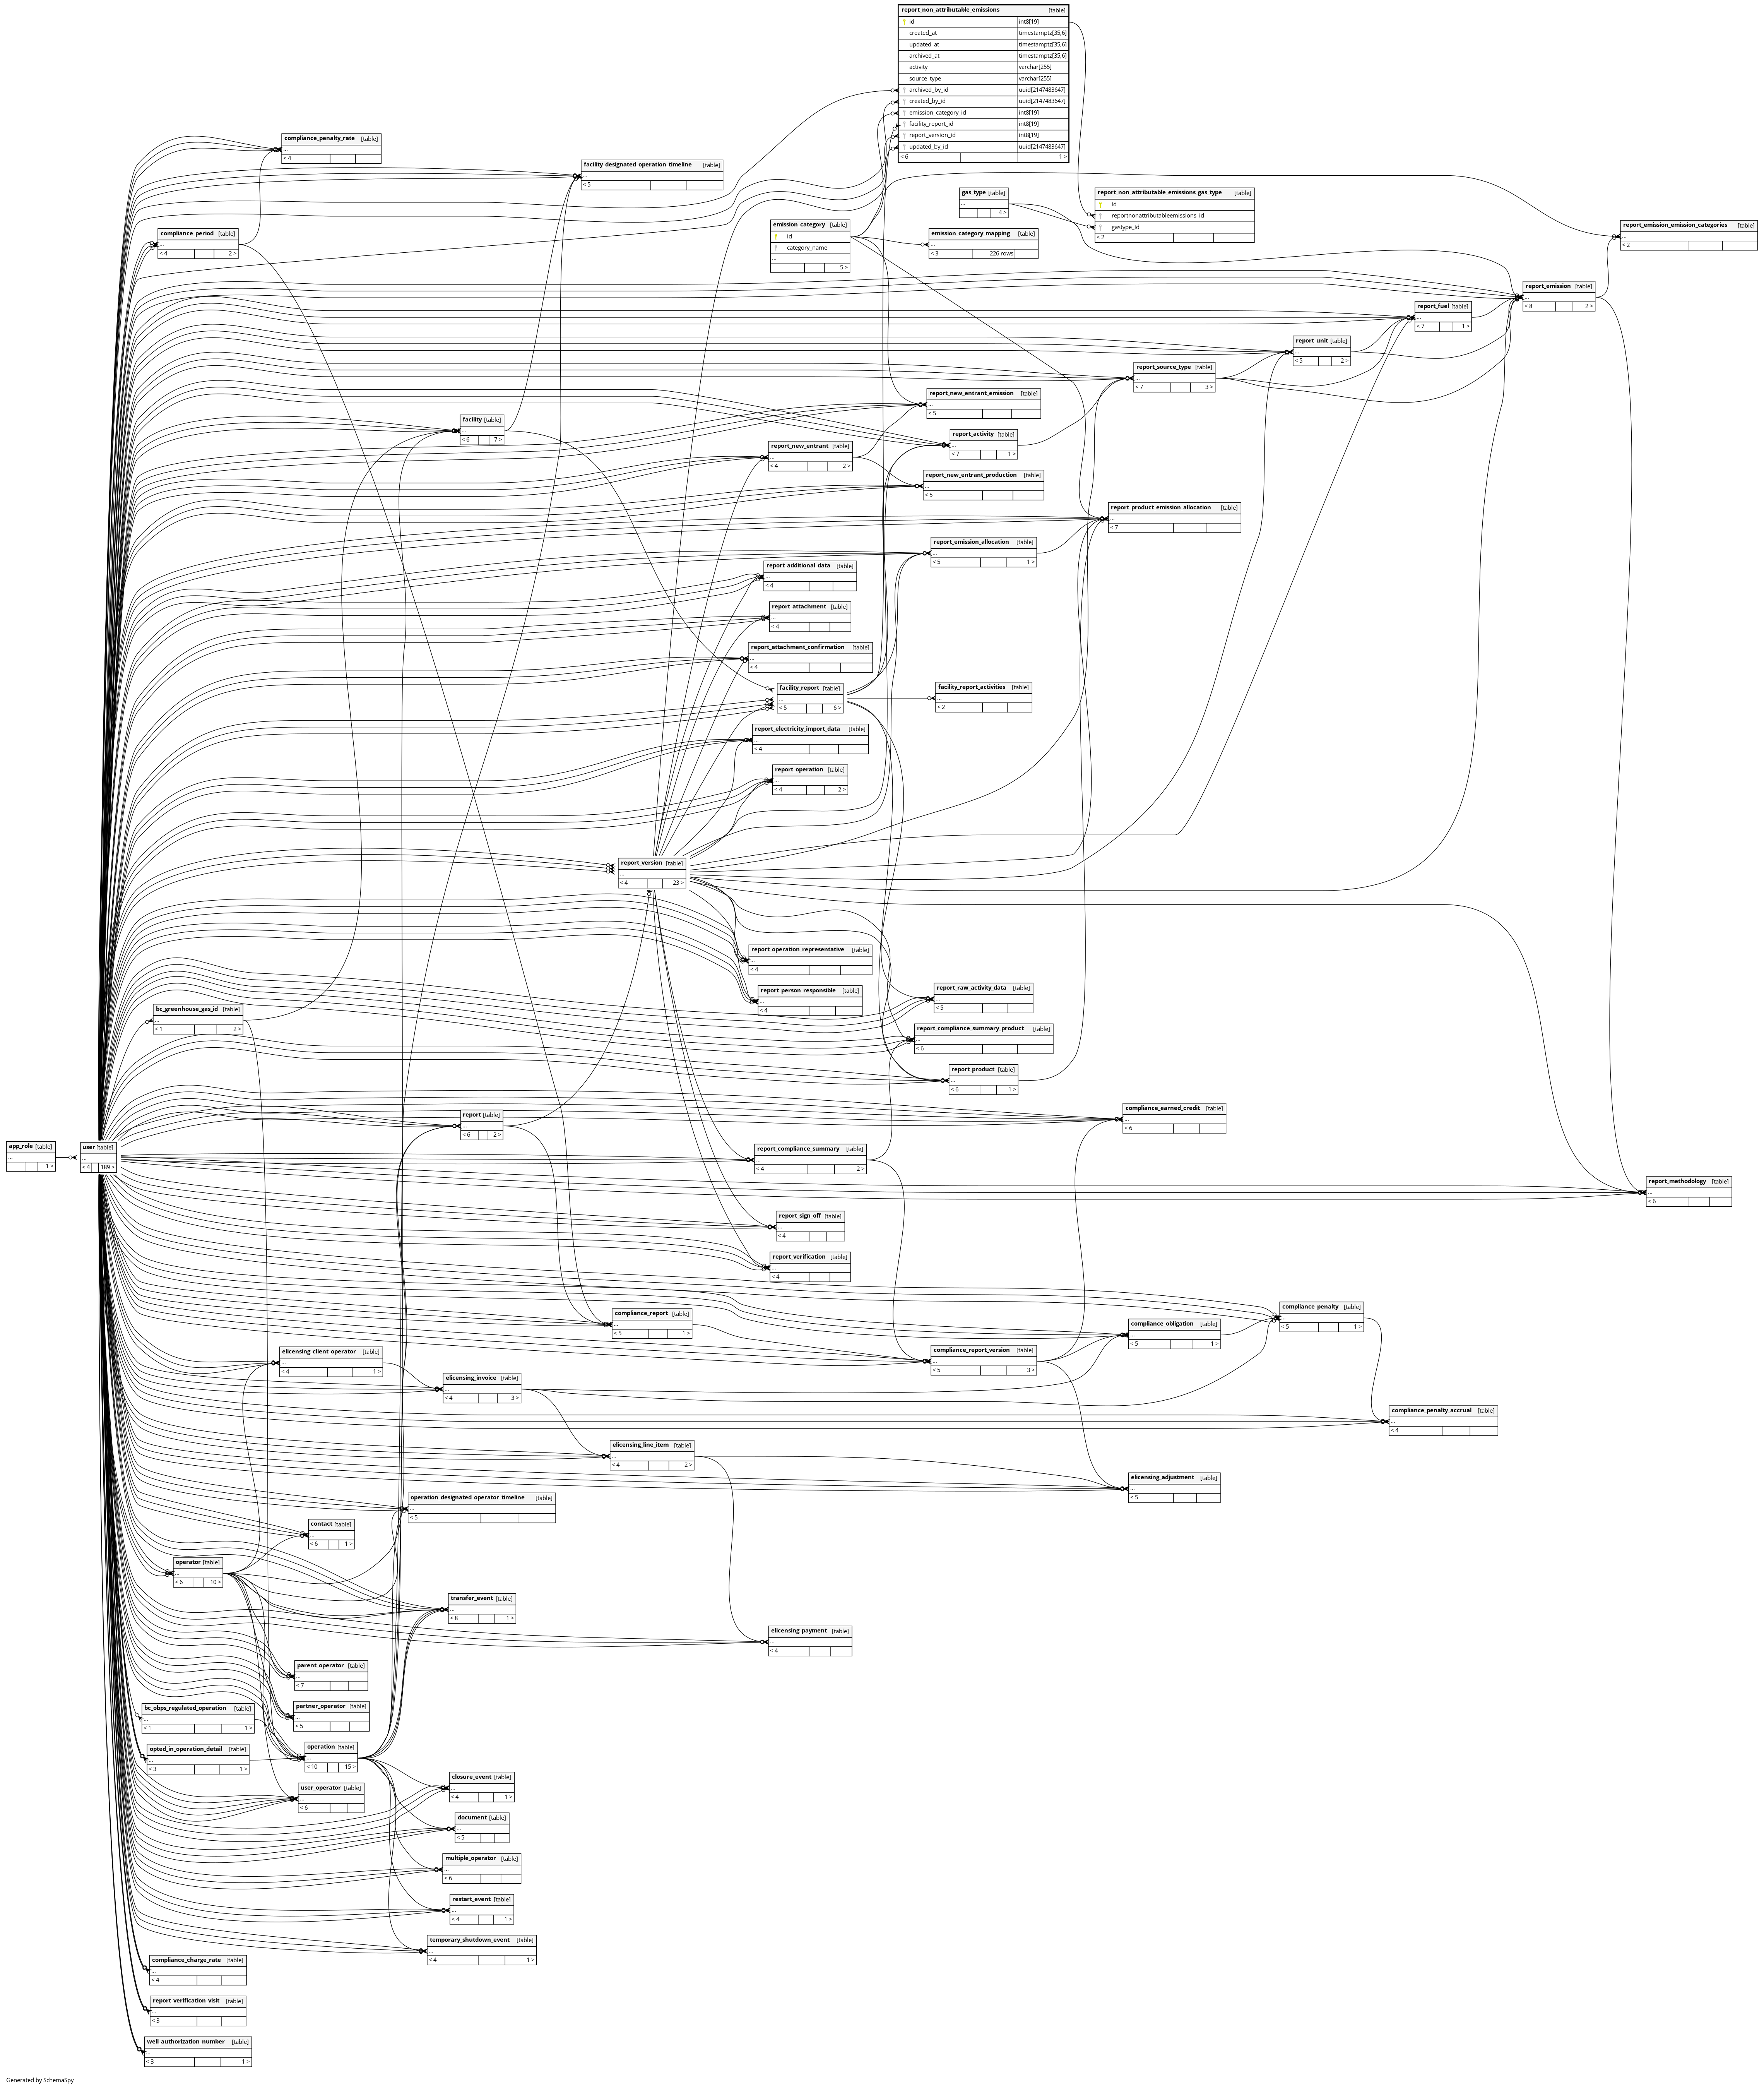 report_non_attributable_emissions [table]
id int8[19]
created_at timestamptz[35,6]
updated_at timestamptz[35,6]
archived_at timestamptz[35,6]
activity varchar[255]
source_type varchar[255]
archived_by_id uuid[2147483647]
created_by_id uuid[2147483647]
emission_category_id int8[19]
facility_report_id int8[19]
report_version_id int8[19]
updated_by_id uuid[2147483647]
< 6 1 >
compliance_penalty_rate [table]
...
< 4
facility_designated_operation_timeline [table]
...
< 5
gas_type [table]
...
4 >
report_non_attributable_emissions_gas_type [table]
id
reportnonattributableemissions_id
gastype_id
< 2
compliance_period [table]
...
< 4 2 >
emission_category [table]
id
category_name
...
5 >
emission_category_mapping [table]
...
< 3 226 rows
report_emission_emission_categories [table]
...
< 2
report_emission [table]
...
< 8 2 >
report_fuel [table]
...
< 7 1 >
report_unit [table]
...
< 5 2 >
report_source_type [table]
...
< 7 3 >
report_new_entrant_emission [table]
...
< 5
facility [table]
...
< 6 7 >
report_activity [table]
...
< 7 1 >
report_new_entrant [table]
...
< 4 2 >
report_new_entrant_production [table]
...
< 5
report_product_emission_allocation [table]
...
< 7
report_emission_allocation [table]
...
< 5 1 >
report_additional_data [table]
...
< 4
report_attachment [table]
...
< 4
report_attachment_confirmation [table]
...
< 4
facility_report [table]
...
< 5 6 >
facility_report_activities [table]
...
< 2
report_electricity_import_data [table]
...
< 4
report_operation [table]
...
< 4 2 >
report_version [table]
...
< 4 23 >
report_operation_representative [table]
...
< 4
report_person_responsible [table]
...
< 4
report_raw_activity_data [table]
...
< 5
bc_greenhouse_gas_id [table]
...
< 1 2 >
report_compliance_summary_product [table]
...
< 6
report_product [table]
...
< 6 1 >
compliance_earned_credit [table]
...
< 6
report [table]
...
< 6 2 >
app_role [table]
...
1 >
user [table]
...
< 4 189 >
report_compliance_summary [table]
...
< 4 2 >
report_methodology [table]
...
< 6
report_sign_off [table]
...
< 4
report_verification [table]
...
< 4
compliance_penalty [table]
...
< 5 1 >
compliance_report [table]
...
< 5 1 >
compliance_obligation [table]
...
< 5 1 >
elicensing_client_operator [table]
...
< 4 1 >
compliance_report_version [table]
...
< 5 3 >
elicensing_invoice [table]
...
< 4 3 >
compliance_penalty_accrual [table]
...
< 4
elicensing_line_item [table]
...
< 4 2 >
elicensing_adjustment [table]
...
< 5
operation_designated_operator_timeline [table]
...
< 5
contact [table]
...
< 6 1 >
operator [table]
...
< 6 10 >
transfer_event [table]
...
< 8 1 >
elicensing_payment [table]
...
< 4
parent_operator [table]
...
< 7
partner_operator [table]
...
< 5
bc_obps_regulated_operation [table]
...
< 1 1 >
opted_in_operation_detail [table]
...
< 3 1 >
operation [table]
...
< 10 15 >
closure_event [table]
...
< 4 1 >
user_operator [table]
...
< 6
document [table]
...
< 5
multiple_operator [table]
...
< 6
restart_event [table]
...
< 4 1 >
temporary_shutdown_event [table]
...
< 4 1 >
compliance_charge_rate [table]
...
< 4
report_verification_visit [table]
...
< 3
well_authorization_number [table]
...
< 3 1 >
Generated by SchemaSpy